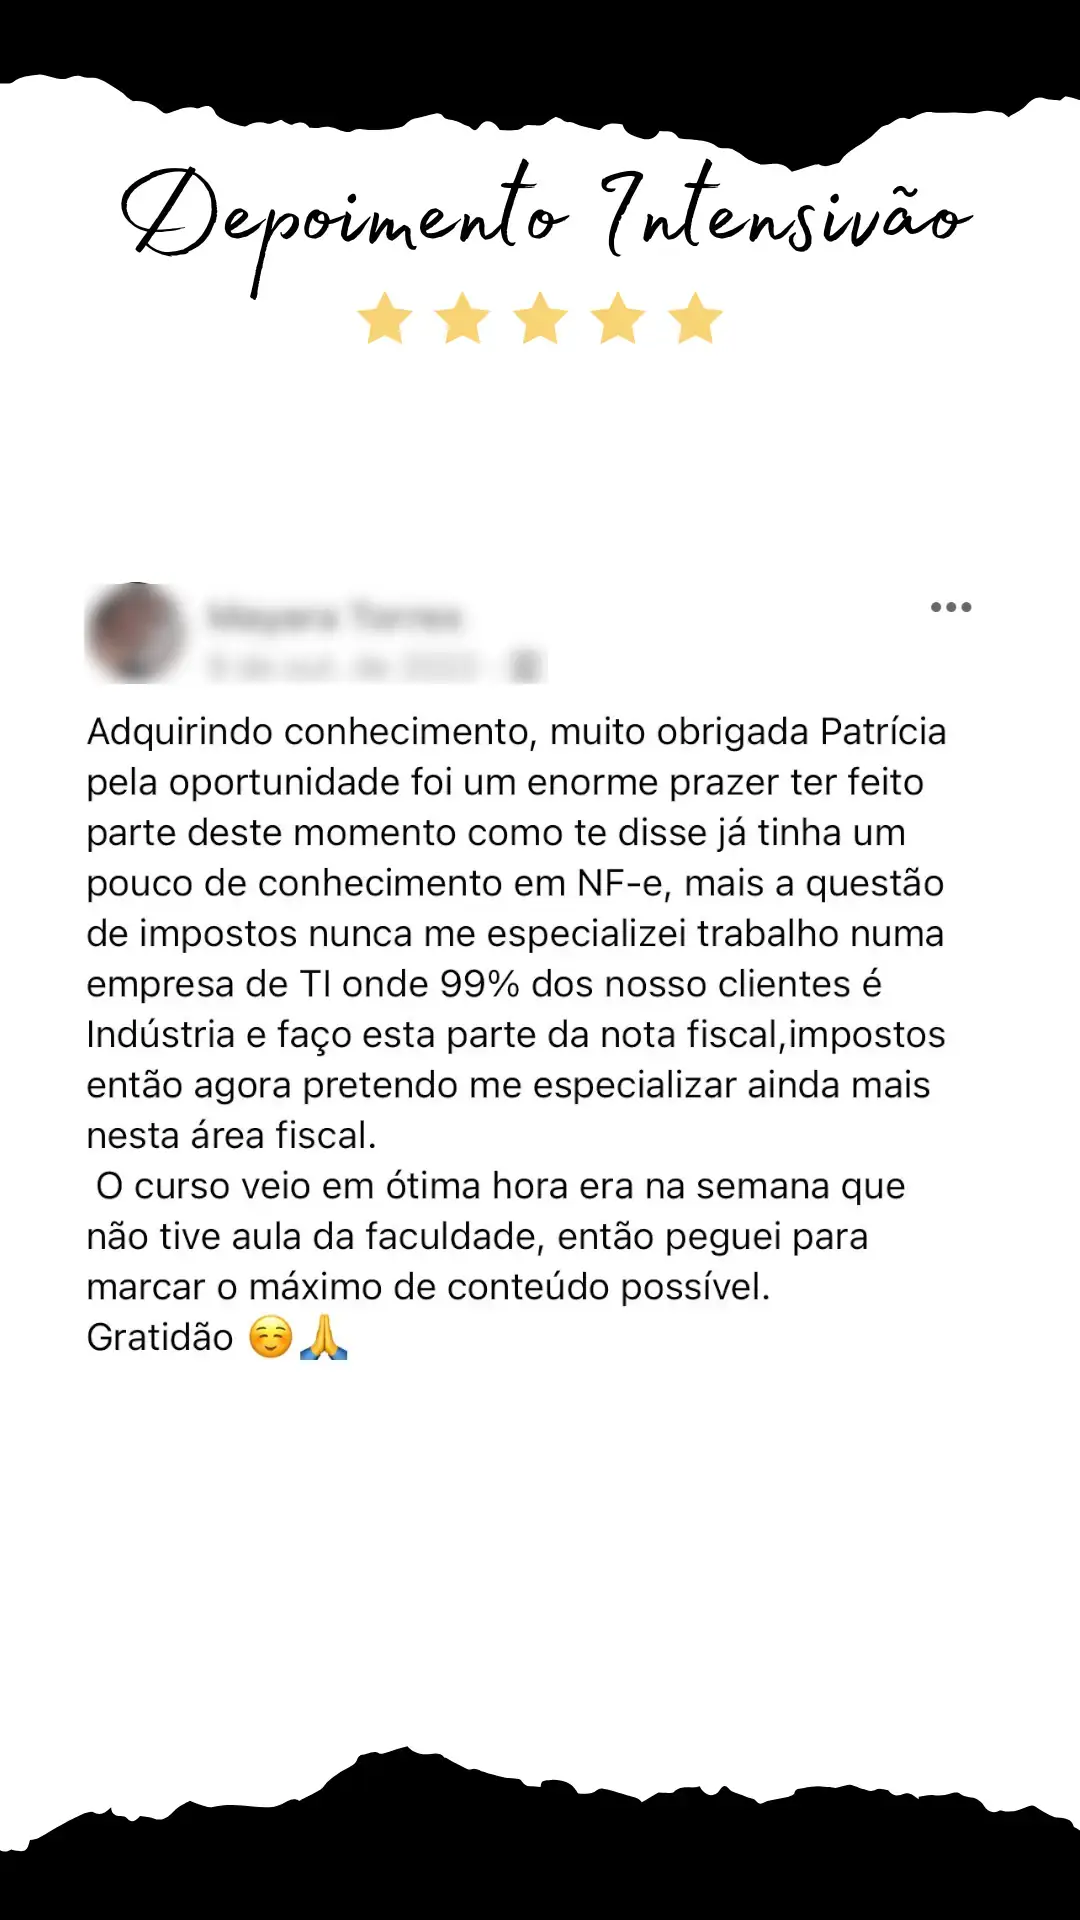 Depoimento Intensivão
Adquirindo conhecimento, muito obrigada Patrícia
pela oportunidade foi um enorme prazer ter feito
parte deste momento como te disse já tinha um
pouco de conhecimento em NF-e, mais a questão
de impostos nunca me especializei trabalho numa
empresa de TI onde 99% dos nosso clientes é
Indústria e faço esta parte da nota fiscal,impostos
então agora pretendo me especializar ainda mais
nesta área fiscal.
O curso veio em ótima hora era na semana que
não tive aula da faculdade, então peguei para
marcar o máximo de conteúdo possível.
Gratidão ☺️🙏